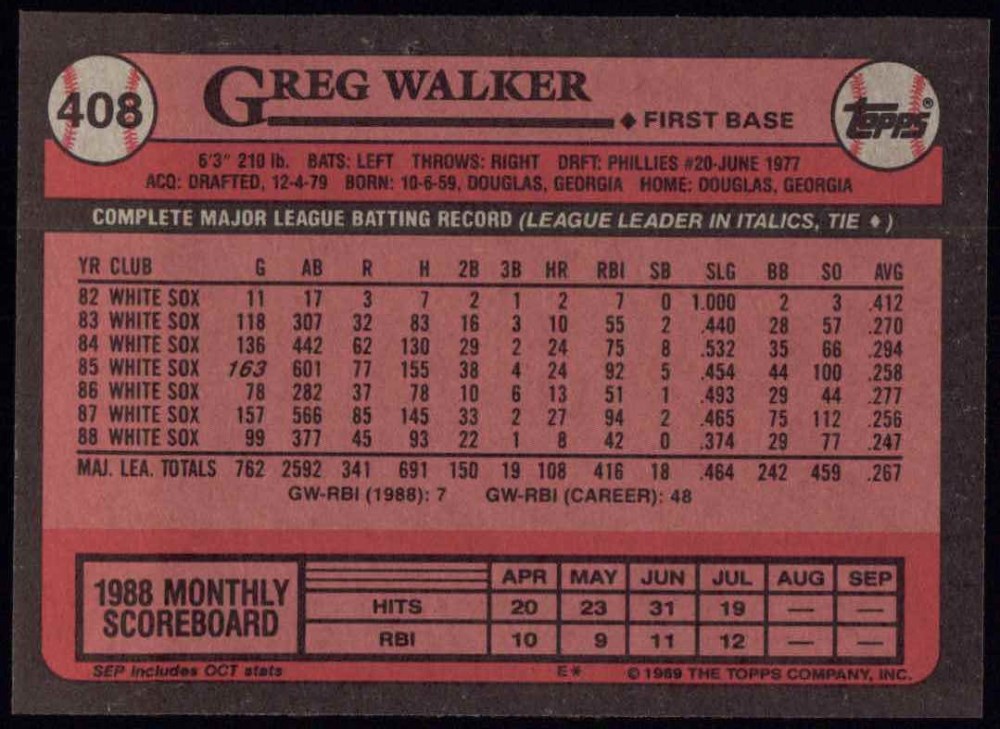 408
GREG WALKER
◆ FIRST BASE
TOPPS®
6'3" 210 lb. BATS: LEFT THROWS: RIGHT DRFT: PHILLIES #20-JUNE 1977
ACQ: DRAFTED, 12-4-79 BORN: 10-6-59, DOUGLAS, GEORGIA HOME: DOUGLAS, GEORGIA
COMPLETE MAJOR LEAGUE BATTING RECORD (LEAGUE LEADER IN ITALICS, TIE ♦)
YR CLUB G AB R H 2B 3B HR RBI SB SLG BB SO AVG
82 WHITE SOX 11 17 3 7 2 1 2 7 0 1.000 2 3 .412
83 WHITE SOX 118 307 32 83 16 3 10 55 2 .440 28 57 .270
84 WHITE SOX 136 442 62 130 29 2 24 75 8 .532 35 66 .294
85 WHITE SOX 163 601 77 155 38 4 24 92 5 .454 44 100 .258
86 WHITE SOX 78 282 37 78 10 6 13 51 1 .493 29 44 .277
87 WHITE SOX 157 566 85 145 33 2 27 94 2 .465 75 112 .256
88 WHITE SOX 99 377 45 93 22 1 8 42 0 .374 29 77 .247
MAJ. LEA. TOTALS 762 2592 341 691 150 19 108 416 18 .464 242 459 .267
GW-RBI (1988): 7 GW-RBI (CAREER): 48
1988 MONTHLY
SCOREBOARD
APR MAY JUN JUL AUG SEP
HITS 20 23 31 19 — —
RBI 10 9 11 12 — —
SEP includes OCT stats E* © 1989 THE TOPPS COMPANY, INC.